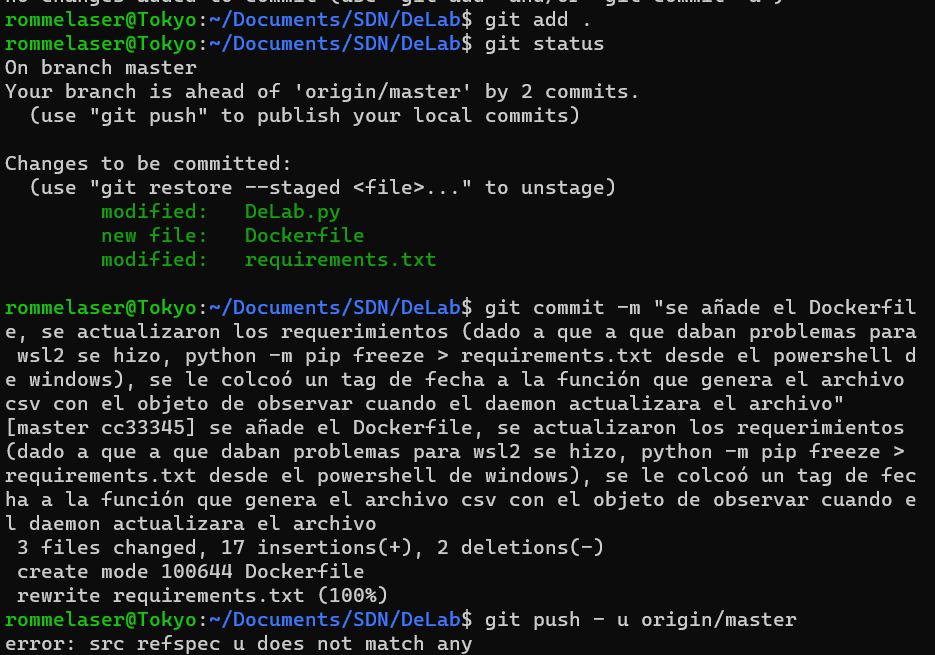 rommelaser@Tokyo:~/Documents/SDN/DeLab$ git add .
rommelaser@Tokyo:~/Documents/SDN/DeLab$ git status
On branch master
Your branch is ahead of 'origin/master' by 2 commits.
  (use "git push" to publish your local commits)

Changes to be committed:
  (use "git restore --staged <file>..." to unstage)
        modified:   DeLab.py
        new file:   Dockerfile
        modified:   requirements.txt

rommelaser@Tokyo:~/Documents/SDN/DeLab$ git commit -m "se añade el Dockerfil
e, se actualizaron los requerimientos (dado a que a que daban problemas para
 wsl2 se hizo, python -m pip freeze > requirements.txt desde el powershell d
e windows), se le colcoó un tag de fecha a la función que genera el archivo
csv con el objeto de observar cuando el daemon actualizara el archivo"
[master cc33345] se añade el Dockerfile, se actualizaron los requerimientos
(dado a que a que daban problemas para wsl2 se hizo, python -m pip freeze >
requirements.txt desde el powershell de windows), se le colcoó un tag de fec
ha a la función que genera el archivo csv con el objeto de observar cuando e
l daemon actualizara el archivo
 3 files changed, 17 insertions(+), 2 deletions(-)
 create mode 100644 Dockerfile
 rewrite requirements.txt (100%)
rommelaser@Tokyo:~/Documents/SDN/DeLab$ git push - u origin/master
error: src refspec u does not match any